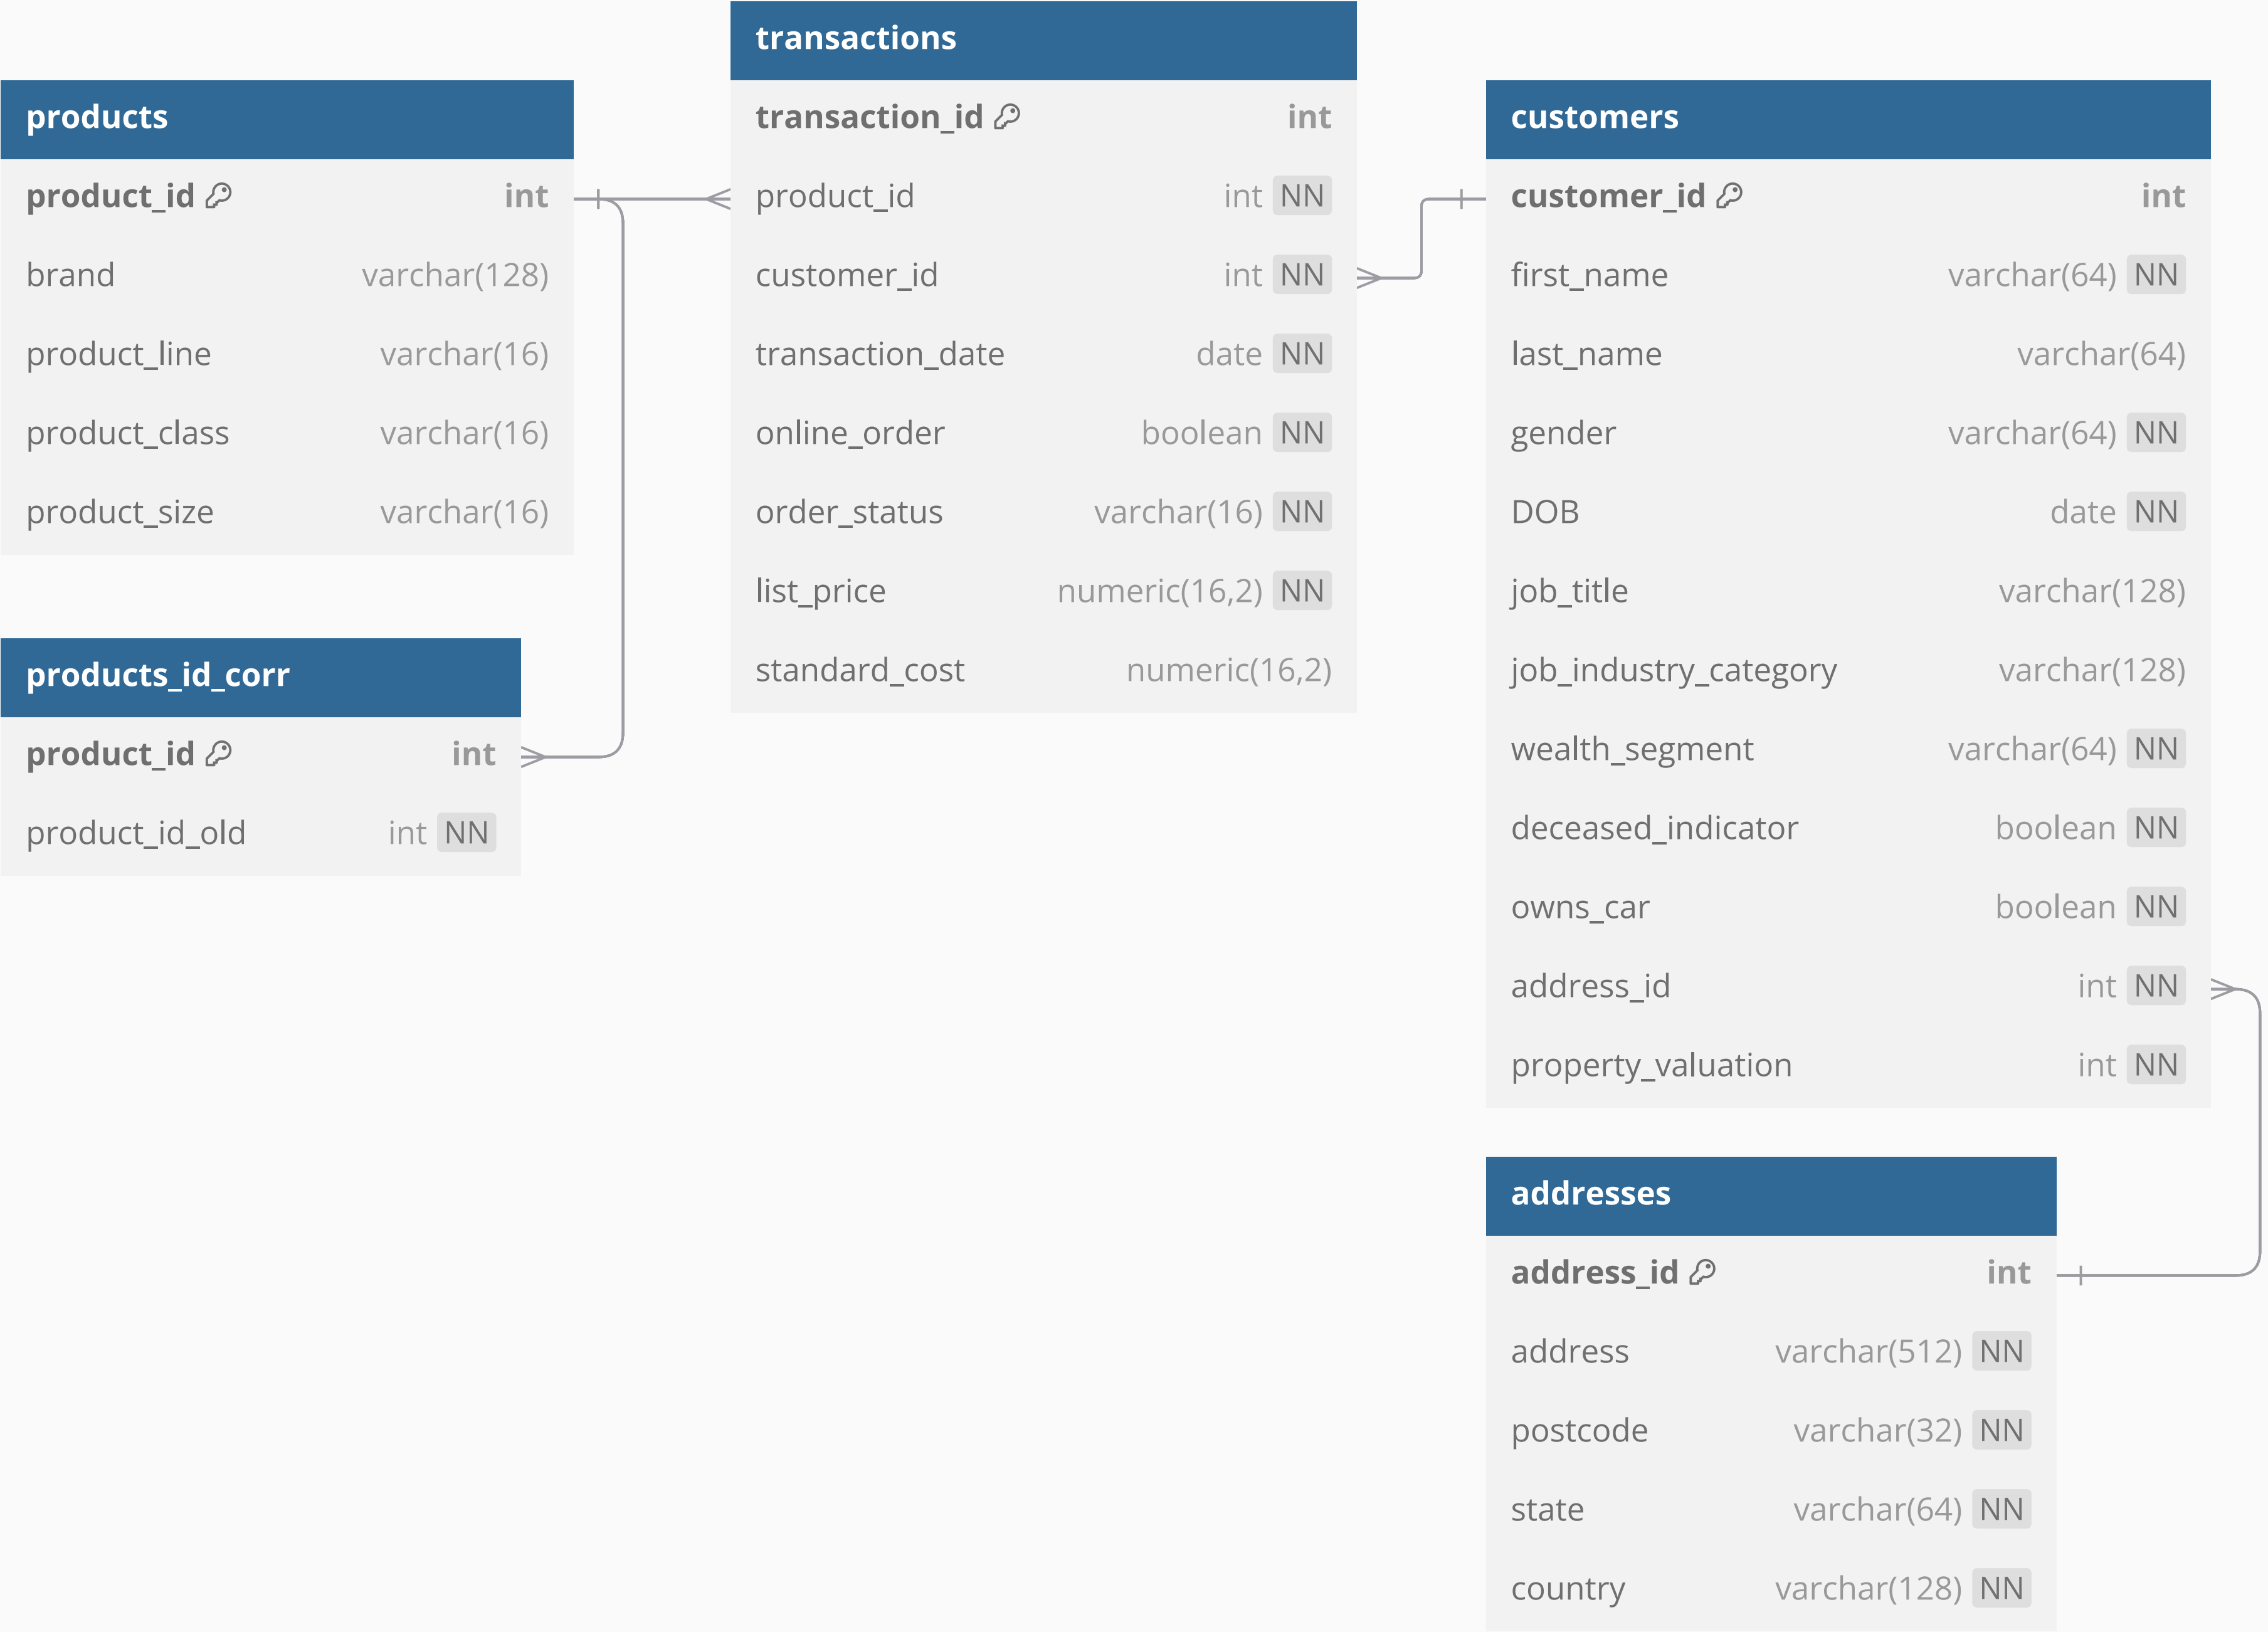 products
product_id int
brand varchar(128)
product_line varchar(16)
product_class varchar(16)
product_size varchar(16)
products_id_corr
product_id int
product_id_old int NN
transactions
transaction_id int
product_id int NN
customer_id int NN
transaction_date date NN
online_order boolean NN
order_status varchar(16) NN
list_price numeric(16,2) NN
standard_cost numeric(16,2)
customers
customer_id int
first_name varchar(64) NN
last_name varchar(64)
gender varchar(64) NN
DOB date NN
job_title varchar(128)
job_industry_category varchar(128)
wealth_segment varchar(64) NN
deceased_indicator boolean NN
owns_car boolean NN
address_id int NN
property_valuation int NN
addresses
address_id int
address varchar(512) NN
postcode varchar(32) NN
state varchar(64) NN
country varchar(128) NN